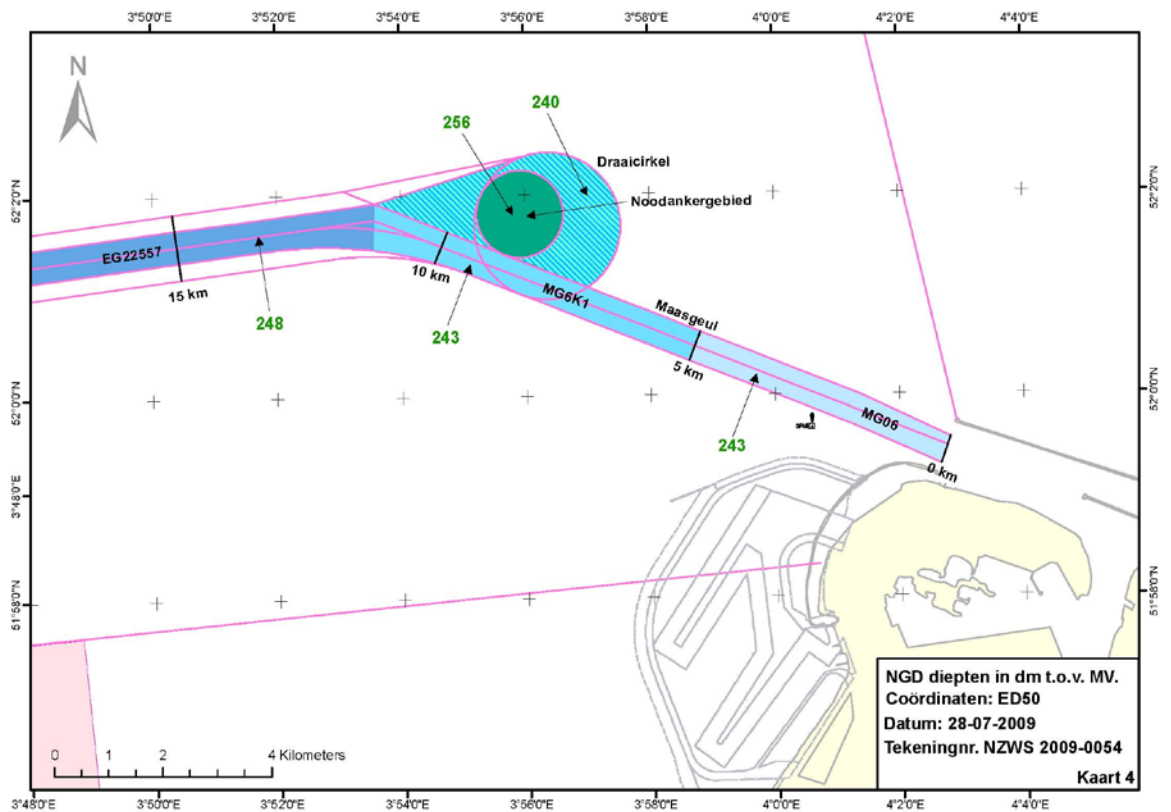 3°50'0"E 3°52'0"E 3°54'0"E 3°56'0"E 3°58'0"E 4°0'0"E 4°2'0"E 4°4'0"E
N
240
256
Draaicirkel
52°2'0"N
Noodankergebied
52°2'0"N
EG22557
10 km
15 km
MG6K1
Maasgeul
248
243
5 km
52°0'0"N
52°0'0"N
MG06
243
0 km
3°48'0"E
51°58'0"N
51°58'0"N
NGD diepten in dm t.o.v. MV.
Coördinaten: ED50
Datum: 28-07-2009
Tekeningnr. NZWS 2009-0054
Kaart 4
0 1 2 4 Kilometers
3°48'0"E 3°50'0"E 3°52'0"E 3°54'0"E 3°56'0"E 3°58'0"E 4°0'0"E 4°2'0"E 4°4'0"E